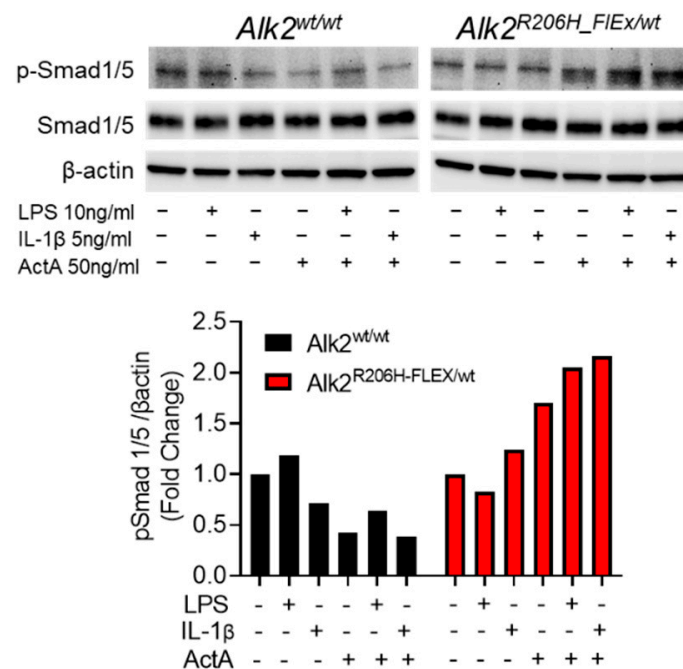 Alk2wt/wt Alk2R206H_FlEx/wt
p-Smad1/5
Smad1/5
β-actin
LPS 10ng/ml - + - - + - - + - - + -
IL-1β 5ng/ml - - + - - + - - + - - +
ActA 50ng/ml - - - + + + - - - + + +
2.5
2.0
1.5
1.0
0.5
0.0
pSmad 1/5 /βactin
(Fold Change)
Alk2wt/wt
Alk2R206H-FLEX/wt
LPS - + - - + - - + - - + -
IL-1β - - + - - + - - + - - +
ActA - - - + + + - - - + + +